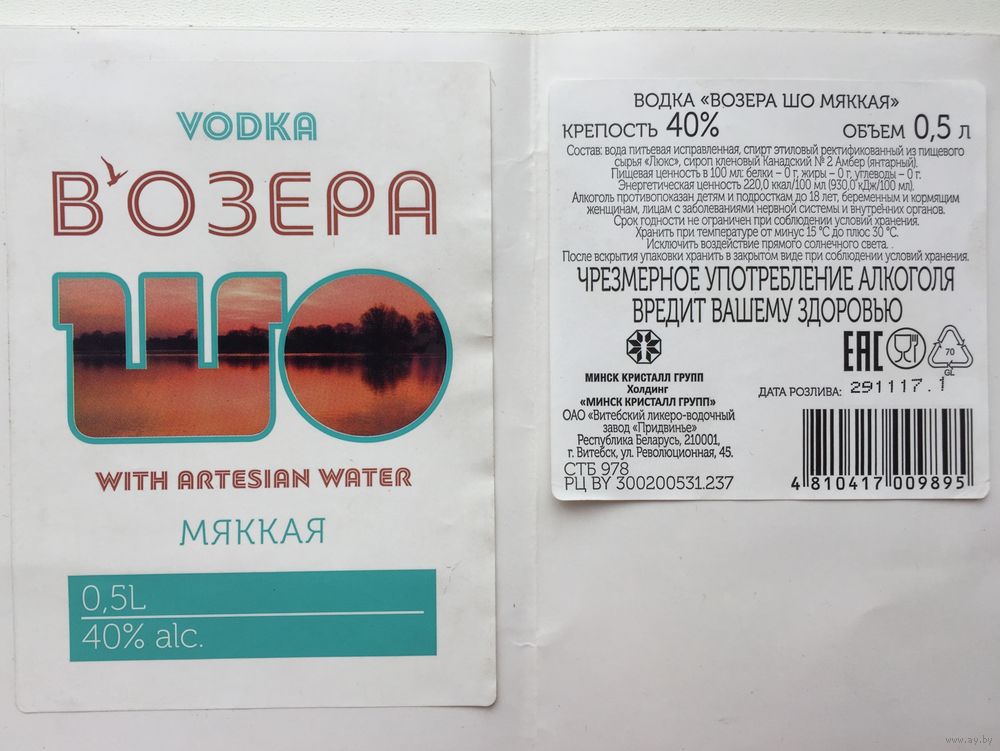 VODKA
В'ОЗЕРА
ШО
WITH ARTESIAN WATER
МЯККАЯ
0,5L
40% alc.
ВОДКА «ВОЗЕРА ШО МЯККАЯ»
КРЕПОСТЬ 40% ОБЪЕМ 0,5 Л
Состав: вода питьевая исправленная, спирт этиловый ректификованный из пищевого
сырья «Люкс», сироп кленовый Канадский № 2 Амбер (янтарный).
Пищевая ценность в 100 мл: белки – 0 г, жиры – 0 г, углеводы – 0 г.
Энергетическая ценность 220,0 ккал/100 мл (930,0 кДж/100 мл).
Алкоголь противопоказан детям и подросткам до 18 лет, беременным и кормящим
женщинам, лицам с заболеваниями нервной системы и внутренних органов.
Срок годности не ограничен при соблюдении условий хранения.
Хранить при температуре от минус 15 °С до плюс 30 °С.
Исключить воздействие прямого солнечного света.
После вскрытия упаковки хранить в закрытом виде при соблюдении условий хранения.
ЧРЕЗМЕРНОЕ УПОТРЕБЛЕНИЕ АЛКОГОЛЯ
ВРЕДИТ ВАШЕМУ ЗДОРОВЬЮ
МИНСК КРИСТАЛЛ ГРУПП
Холдинг
«МИНСК КРИСТАЛЛ ГРУПП»
ОАО «Витебский ликеро-водочный
завод «Придвинье»
Республика Беларусь, 210001,
г. Витебск, ул. Революционная, 45.
СТБ 978
РЦ BY 300200531.237
EAC
70
GL
ДАТА РОЗЛИВА: 291117.1
4 810417 009895
www.ay.by